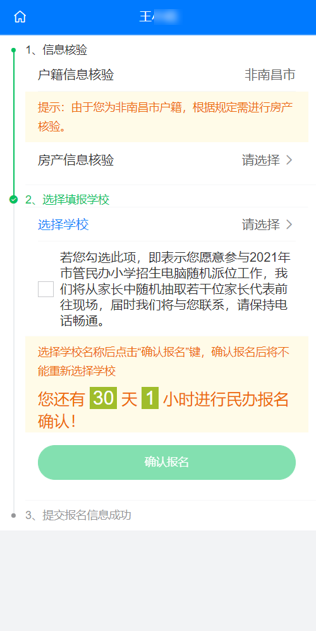 王
1、信息核验
户籍信息核验 非南昌市
提示：由于您为非南昌市户籍，根据规定需进行房产
核验。
房产信息核验 请选择
2、选择填报学校
选择学校 请选择
若您勾选此项，即表示您愿意参与2021年
市管民办小学招生电脑随机派位工作，我
们将从家长中随机抽取若干位家长代表前
往现场，届时我们将与您联系，请保持电
话畅通。
选择学校名称后点击“确认报名”键，确认报名后将不
能重新选择学校
您还有 30 天 1 小时进行民办报名
确认！
确认报名
3、提交报名信息成功